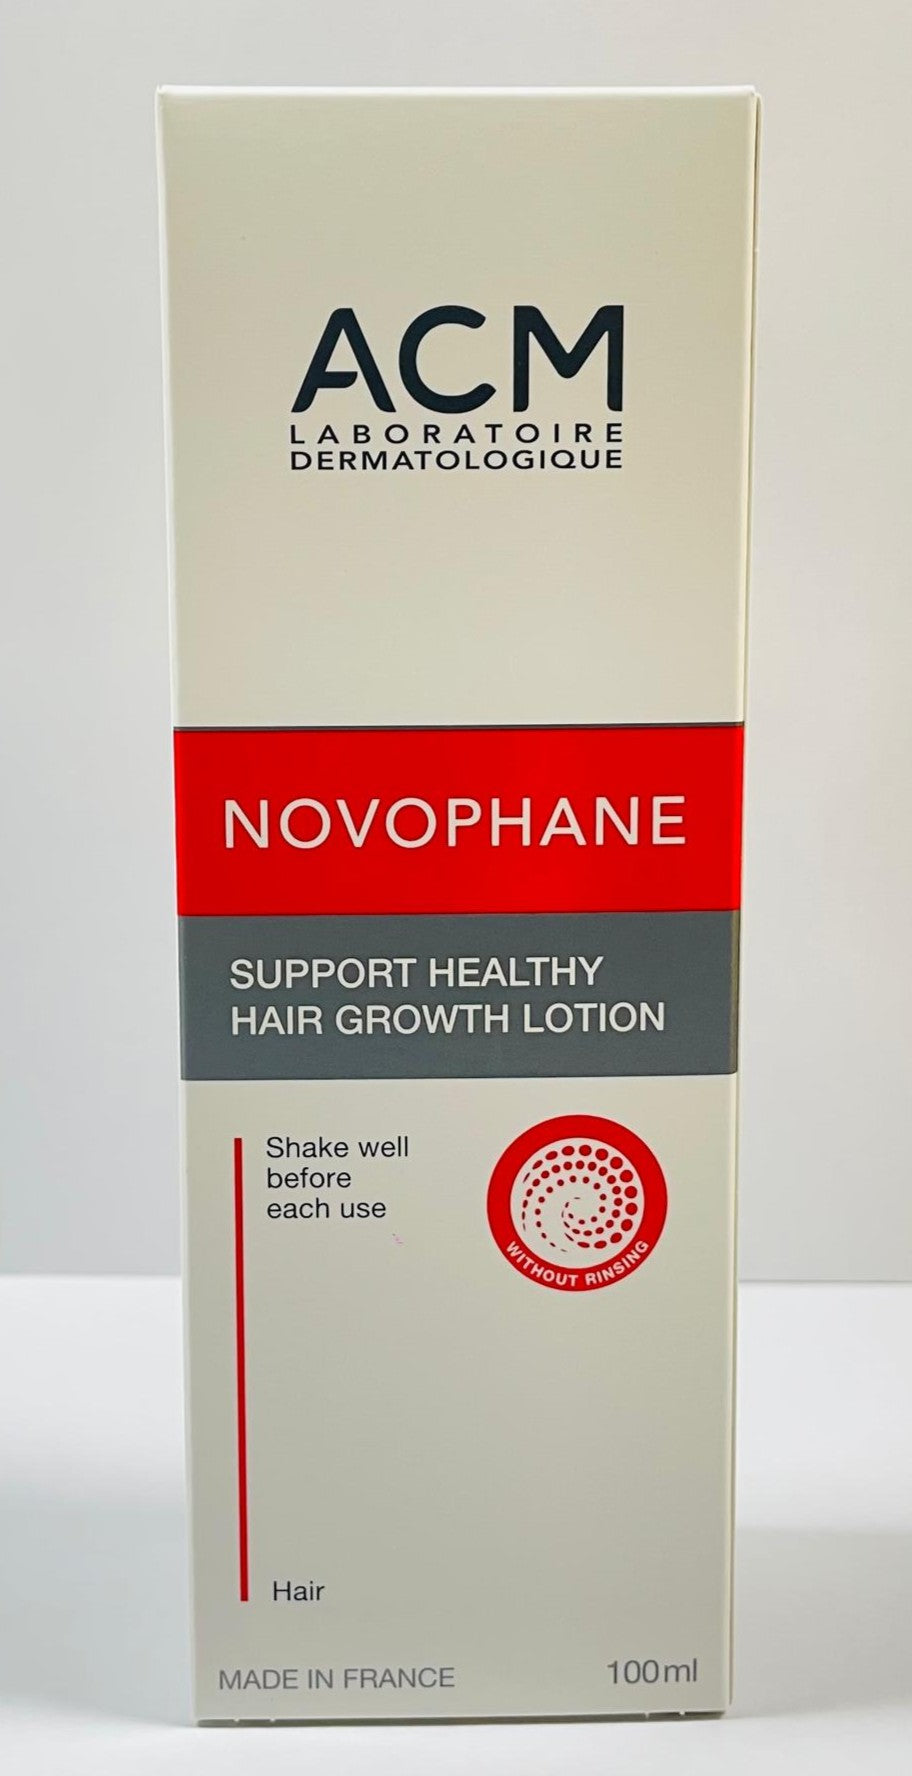 ACM
LABORATOIRE
DERMATOLOGIQUE
NOVOPHANE
SUPPORT HEALTHY
HAIR GROWTH LOTION
Shake well
before
each use
WITHOUT RINSING
Hair
MADE IN FRANCE
100ml